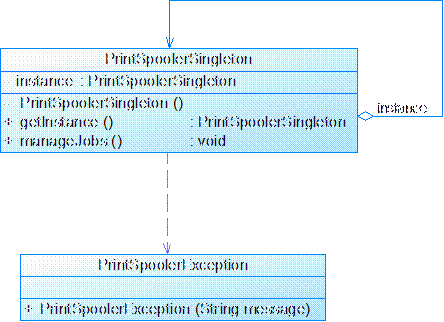 PrintSpoolerSingleton
- instance : PrintSpoolerSingleton
- PrintSpoolerSingleton ()
+ getInstance () : PrintSpoolerSingleton
+ manageJobs () : void
instance
PrintSpoolerException
+ PrintSpoolerException (String message)